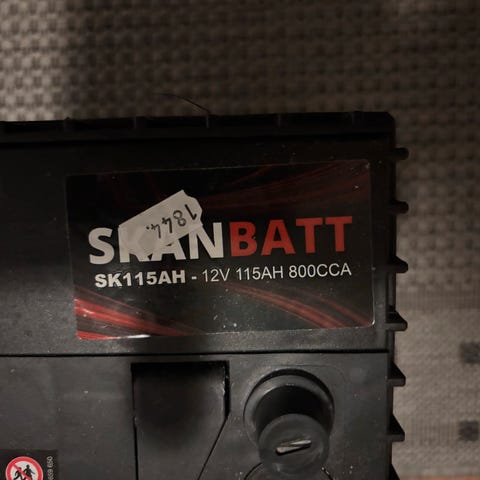 SKANBATT
1844,
SK115AH - 12V 115AH 800CCA